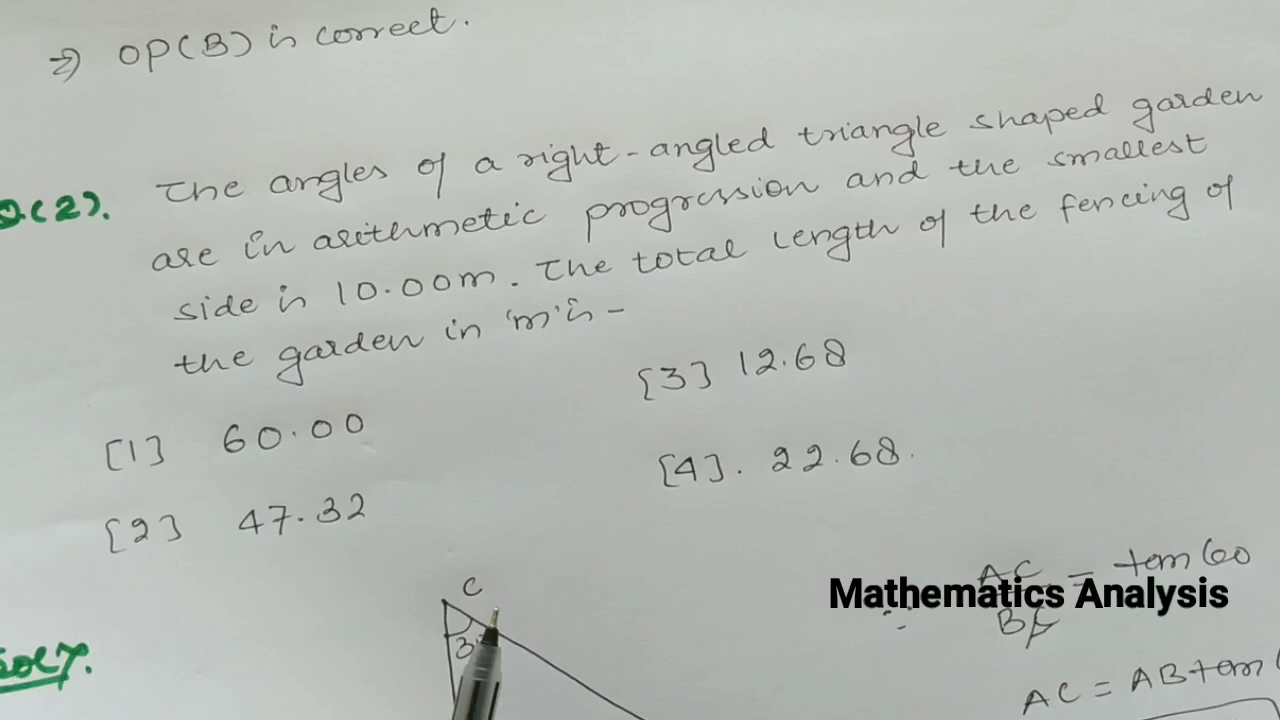 ⇒ OP(B) is correct.
Q.(2). The angles of a right-angled triangle shaped garden
are in arithmetic progression and the smallest
side is 10.00m. The total length of the fencing of
the garden in 'm' is -
[1] 60.00
[3] 12.68
[2] 47.32
[4]. 22.68.
C
AC = tan 60
Mathematics Analysis
AC = AB tan